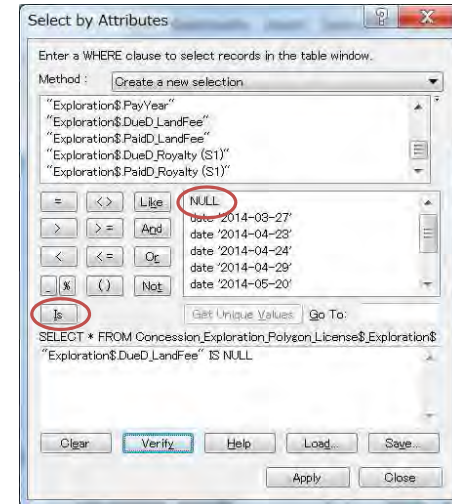 Select by Attributes
Enter a WHERE clause to select records in the table window.
Method : Create a new selection
"Exploration$.PayYear"
"Exploration$.DueD_LandFee"
"Exploration$.PaidD_LandFee"
"Exploration$.DueD_Royalty (S1)"
"Exploration$.PaidD_Royalty (S1)"
= <> Like NULL
date '2014-03-27'
> >= And date '2014-04-23'
date '2014-04-24'
< <= Or date '2014-04-29'
_ % () Not date '2014-05-20'
Is Get Unique Values Go To:
SELECT * FROM Concession_Exploration_Polygon_License$_Exploration$
"Exploration$.DueD_LandFee" IS NULL
Clear Verify Help Load... Save...
Apply Close